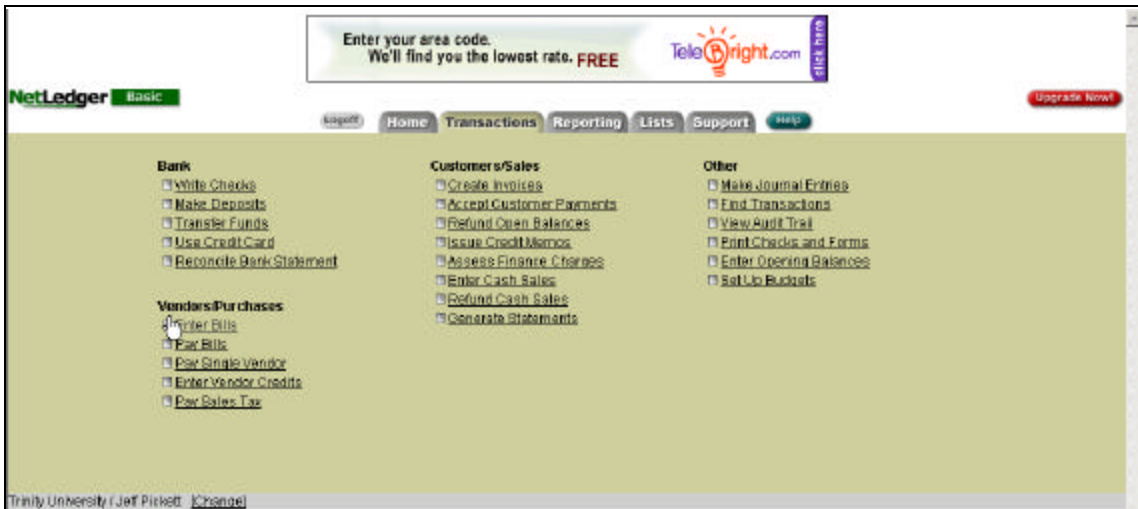 Enter your area code.
We'll find you the lowest rate. FREE
TeleBright.com
click here
NetLedger Basic
Upgrade Now!
Logoff Home Transactions Reporting Lists Support Help
Bank
Write Checks
Make Deposits
Transfer Funds
Use Credit Card
Reconcile Bank Statement
Vendors/Purchases
Enter Bills
Pay Bills
Pay Single Vendor
Enter Vendor Credits
Pay Sales Tax
Customers/Sales
Create Invoices
Accept Customer Payments
Refund Open Balances
Issue Credit Memos
Assess Finance Charges
Enter Cash Sales
Refund Cash Sales
Generate Statements
Other
Make Journal Entries
Find Transactions
View Audit Trail
Print Checks and Forms
Enter Opening Balances
Set Up Budgets
Trinity University / Jeff Pickett [Change]